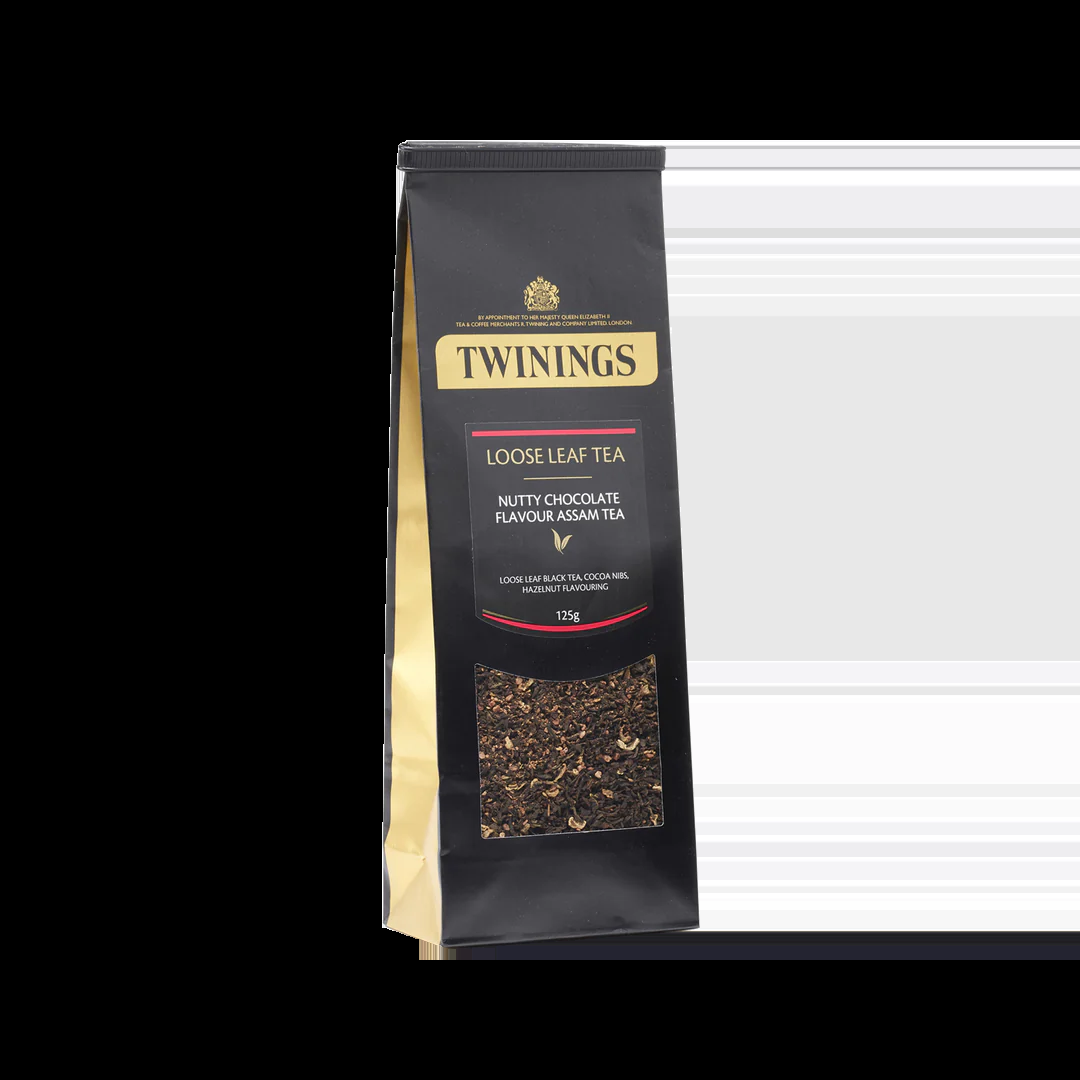 BY APPOINTMENT TO HER MAJESTY QUEEN ELIZABETH II
TEA & COFFEE MERCHANTS R. TWINING AND COMPANY LIMITED, LONDON
TWININGS
LOOSE LEAF TEA
NUTTY CHOCOLATE
FLAVOUR ASSAM TEA
LOOSE LEAF BLACK TEA, COCOA NIBS,
HAZELNUT FLAVOURING
125g